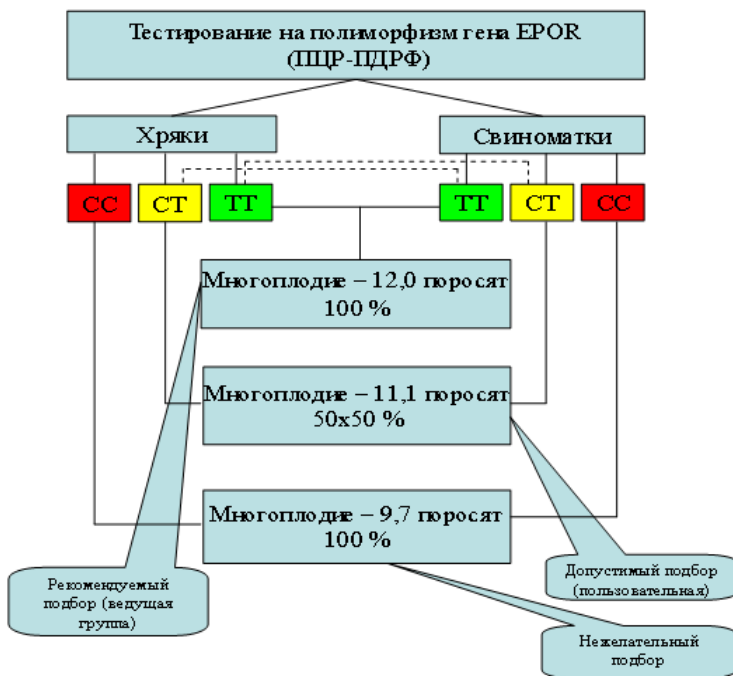 Тестирование на полиморфизм гена EPOR
(ПЦР-ПДРФ)
Хряки
Свиноматки
CC
CT
TT
TT
CT
CC
Многоплодие – 12,0 поросят
100 %
Многоплодие – 11,1 поросят
50x50 %
Многоплодие – 9,7 поросят
100 %
Рекомендуемый
подбор (ведущая
группа)
Допустимый подбор
(пользовательная)
Нежелательный
подбор